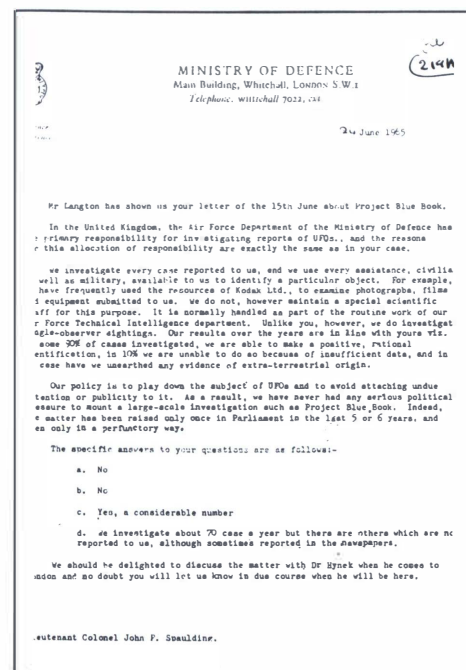 219A
MINISTRY OF DEFENCE
Main Building, Whitehall, LONDON S.W.1
Telephone, WHItehall 7022, ext
24 June 1965
Mr Langton has shown us your letter of the 15th June about Project Blue Book.
In the United Kingdom, the Air Force Department of the Ministry of Defence has
primary responsibility for investigating reports of UFOs., and the reasons
r this allocation of responsibility are exactly the same as in your case.
We investigate every case reported to us, and we use every assistance, civilia
well as military, available to us to identify a particular object. For example,
have frequently used the resources of Kodak Ltd., to examine photographs, films
d equipment submitted to us. We do not, however maintain a special scientific
aff for this purpose. It is normally handled as part of the routine work of our
r Force Technical Intelligence department. Unlike you, however, we do investigat
ngle-observer sightings. Our results over the years are in line with yours viz.
some 90% of cases investigated, we are able to make a positive, rational
entification, in 10% we are unable to do so because of insufficient data, and in
case have we unearthed any evidence of extra-terrestrial origin.
Our policy is to play down the subject of UFOs and to avoid attaching undue
tention or publicity to it. As a result, we have never had any serious political
essure to mount a large-scale investigation such as Project Blue Book. Indeed,
e matter has been raised only once in Parliament in the last 5 or 6 years, and
en only in a perfunctory way.
The specific answers to your questions are as follows:-
a. No
b. No
c. Yes, a considerable number
d. We investigate about 70 case a year but there are others which are no
reported to us, although sometimes reported in the newspapers.
We should be delighted to discuss the matter with Dr Hynek when he comes to
ondon and no doubt you will let us know in due course when he will be here.
eutenant Colonel John F. Spaulding.